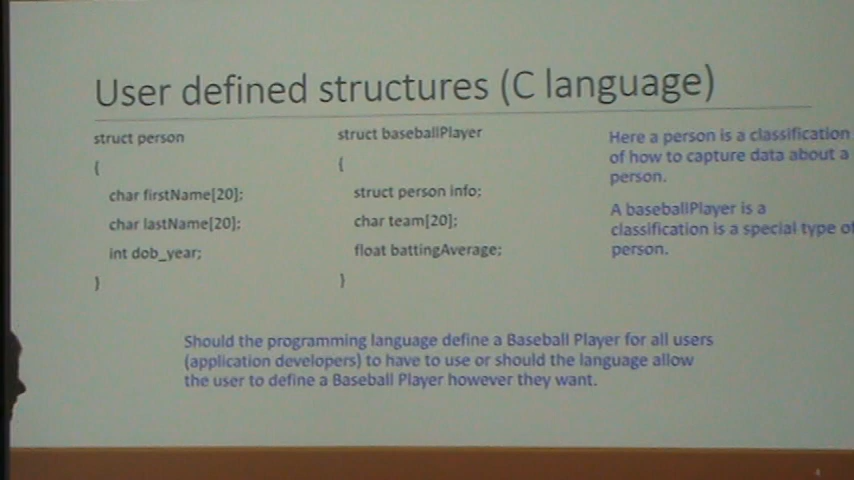 User defined structures (C language)
struct person
{
char firstName[20];
char lastName[20];
int dob_year;
}
struct baseballPlayer
{
struct person info;
char team[20];
float battingAverage;
}
Here a person is a classification
of how to capture data about a
person.
A baseballPlayer is a
classification is a special type of
person.
Should the programming language define a Baseball Player for all users
(application developers) to have to use or should the language allow
the user to define a Baseball Player however they want.
4